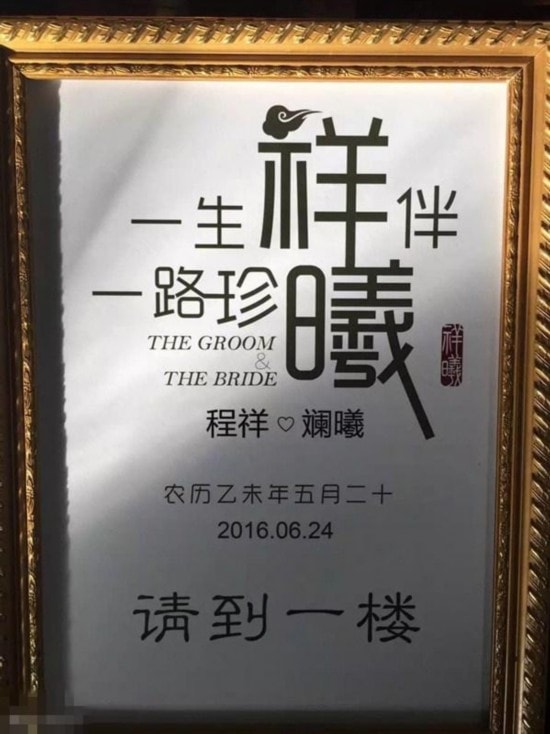 一生祥伴
一路珍曦
THE GROOM
&
THE BRIDE
祥曦
程祥♡斓曦
农历乙未年五月二十
2016.06.24
请到一楼